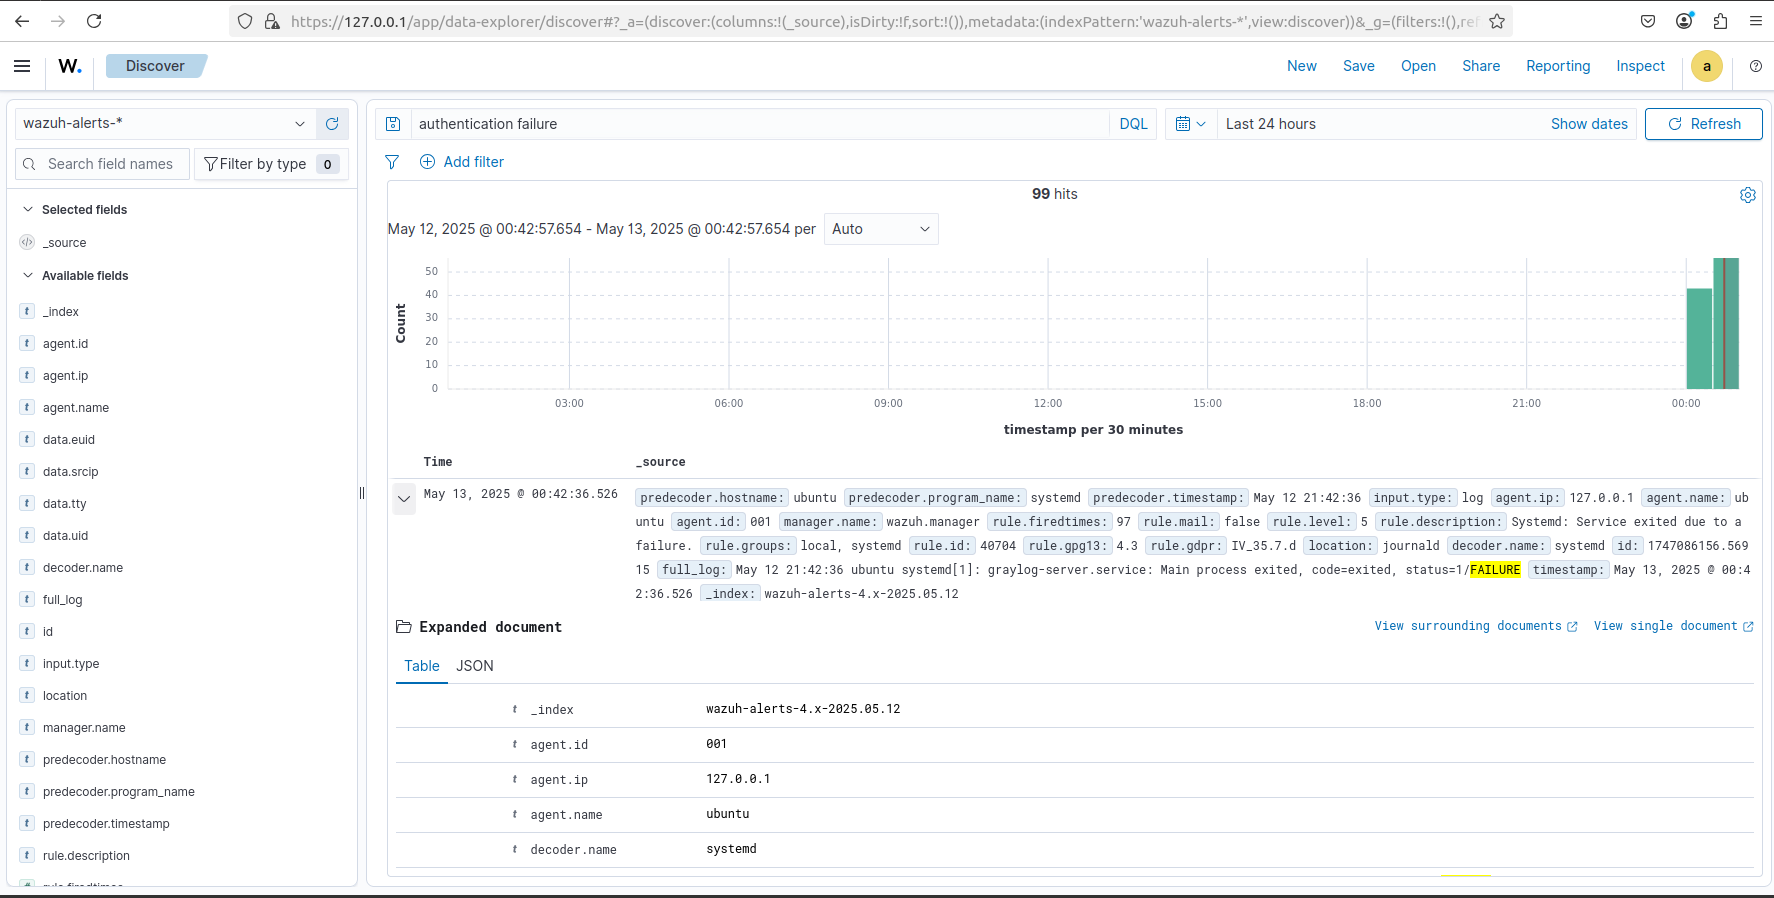 https://127.0.0.1/app/data-explorer/discover#?_a=(discover:(columns:!(_source),isDirty:!f,sort:!()),metadata:(indexPattern:'wazuh-alerts-*',view:discover))&_g=(filters:!(),ref
W. Discover New Save Open Share Reporting Inspect a
wazuh-alerts-*
Search field names
Filter by type 0
Selected fields
_source
Available fields
_index
agent.id
agent.ip
agent.name
data.euid
data.srcip
data.tty
data.uid
decoder.name
full_log
id
input.type
location
manager.name
predecoder.hostname
predecoder.program_name
predecoder.timestamp
rule.description
rule.firedtimes
authentication failure DQL Last 24 hours Show dates Refresh
Add filter
99 hits
May 12, 2025 @ 00:42:57.654 - May 13, 2025 @ 00:42:57.654 per Auto
Count
50
40
30
20
10
0
03:00 06:00 09:00 12:00 15:00 18:00 21:00 00:00
timestamp per 30 minutes
Time _source
May 13, 2025 @ 00:42:36.526
predecoder.hostname: ubuntu predecoder.program_name: systemd predecoder.timestamp: May 12 21:42:36 input.type: log agent.ip: 127.0.0.1 agent.name: ub
untu agent.id: 001 manager.name: wazuh.manager rule.firedtimes: 97 rule.mail: false rule.level: 5 rule.description: Systemd: Service exited due to a
failure. rule.groups: local, systemd rule.id: 40704 rule.gpg13: 4.3 rule.gdpr: IV_35.7.d location: journald decoder.name: systemd id: 1747086156.569
15 full_log: May 12 21:42:36 ubuntu systemd[1]: graylog-server.service: Main process exited, code=exited, status=1/FAILURE timestamp: May 13, 2025 @ 00:4
2:36.526 _index: wazuh-alerts-4.x-2025.05.12
Expanded document View surrounding documents View single document
Table JSON
t _index wazuh-alerts-4.x-2025.05.12
t agent.id 001
t agent.ip 127.0.0.1
t agent.name ubuntu
t decoder.name systemd